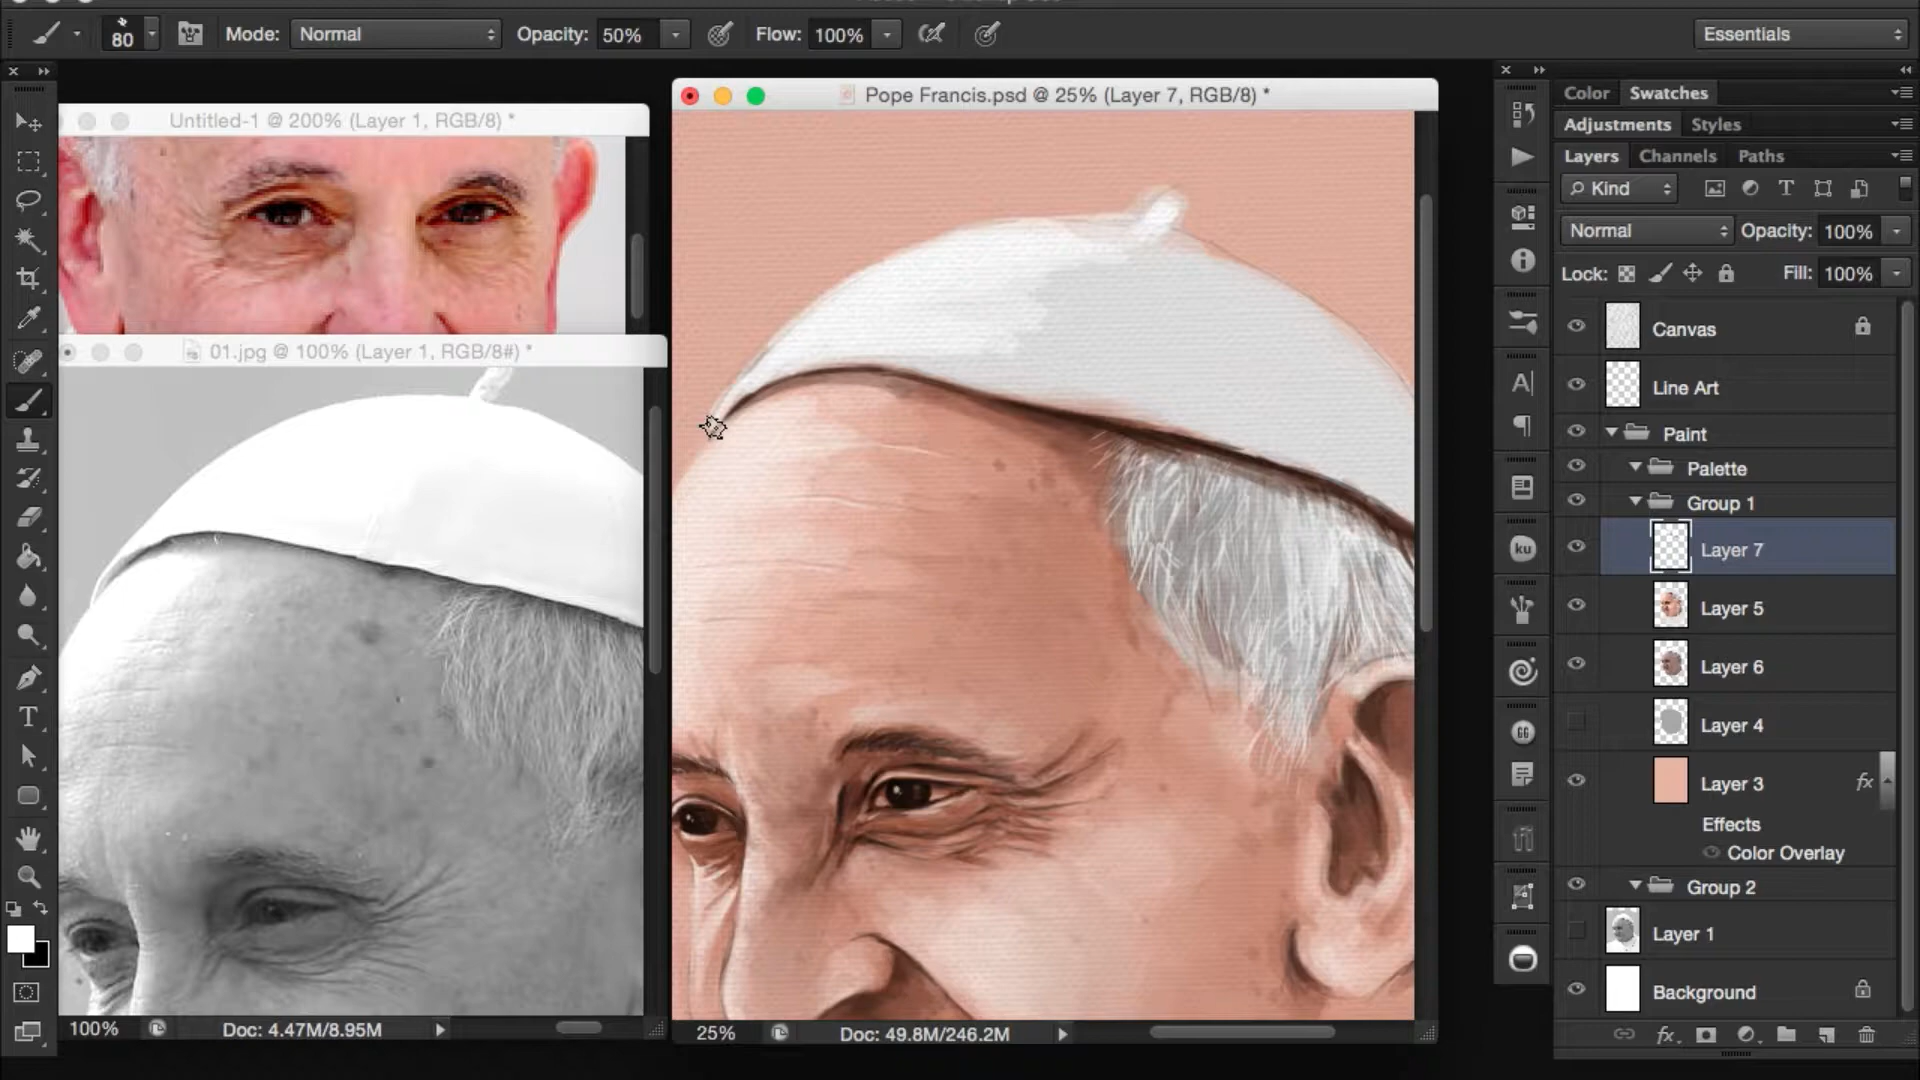 80
Mode: Normal
Opacity: 50%
Flow: 100%
Essentials
Untitled-1 @ 200% (Layer 1, RGB/8) *
01.jpg @ 100% (Layer 1, RGB/8#) *
100%
Doc: 4.47M/8.95M
Pope Francis.psd @ 25% (Layer 7, RGB/8) *
25%
Doc: 49.8M/246.2M
Color Swatches
Adjustments Styles
Layers Channels Paths
Kind
Normal Opacity: 100%
Lock: Fill: 100%
Canvas
Line Art
Paint
Palette
Group 1
Layer 7
Layer 5
Layer 6
Layer 4
Layer 3 fx
Effects
Color Overlay
Group 2
Layer 1
Background
fx
ku
GG